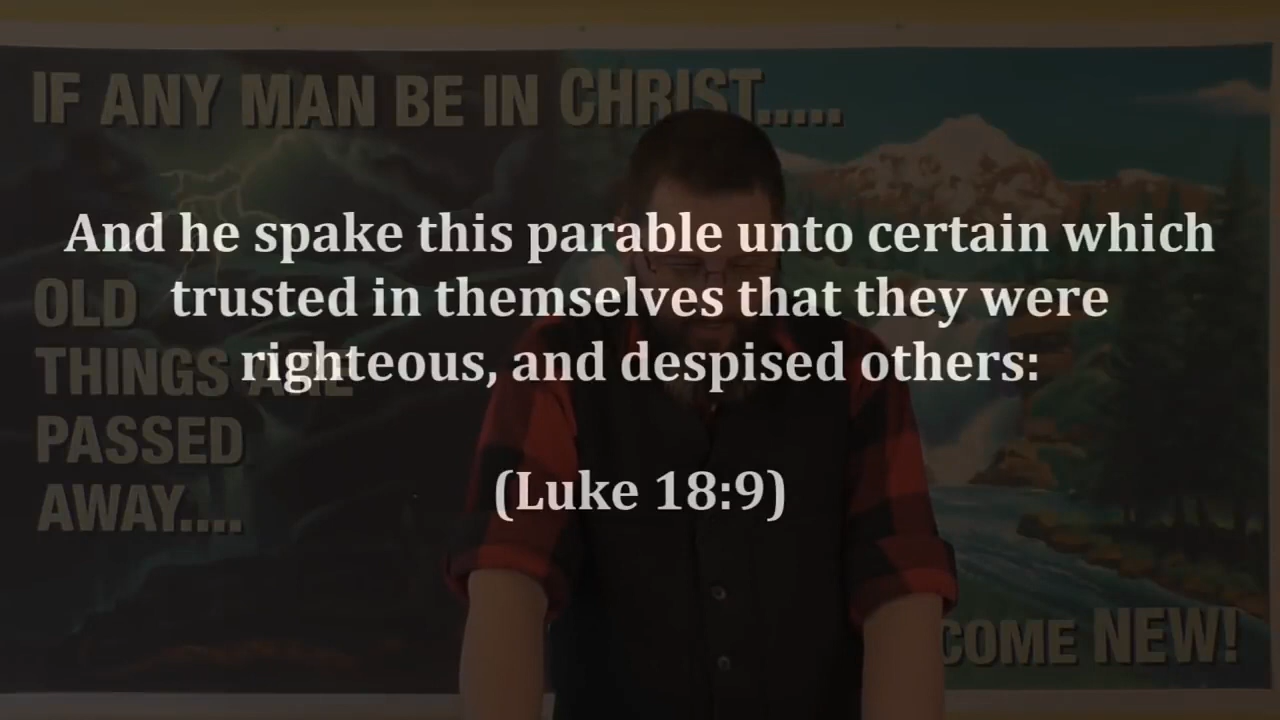 IF ANY MAN BE IN CHRIST.....
And he spake this parable unto certain which
trusted in themselves that they were
righteous, and despised others:
(Luke 18:9)
OLD
THINGS ARE
PASSED
AWAY....
COME NEW!